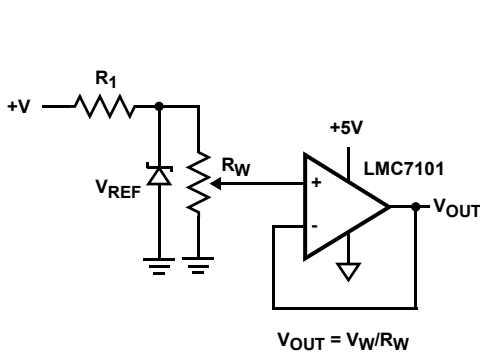 R1
+V
+5V
RW
LMC7101
VREF
+
-
VOUT
VOUT = VW/RW